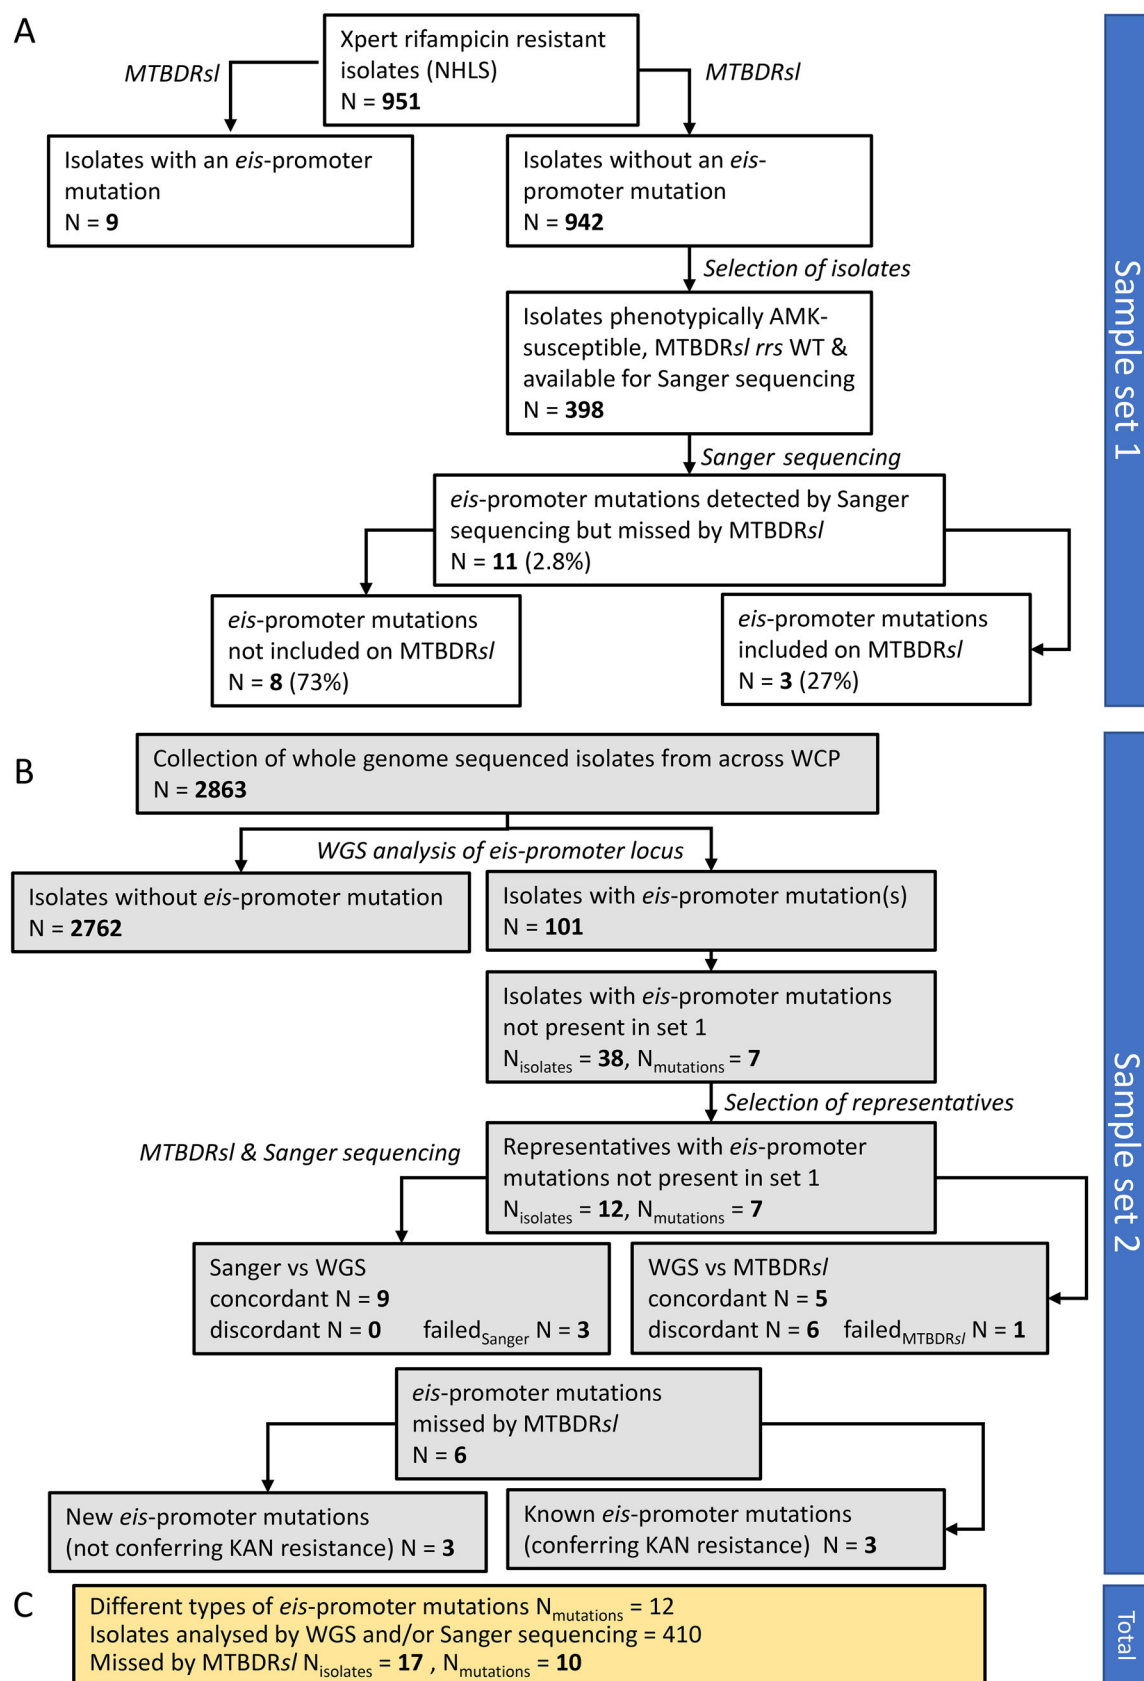 A
Xpert rifampicin resistant
isolates (NHLS)
N = 951
MTBDRsl
MTBDRsl
Isolates with an eis-promoter
mutation
N = 9
Isolates without an eis-
promoter mutation
N = 942
Selection of isolates
Isolates phenotypically AMK-
susceptible, MTBDRsl rrs WT &
available for Sanger sequencing
N = 398
Sanger sequencing
eis-promoter mutations detected by Sanger
sequencing but missed by MTBDRsl
N = 11 (2.8%)
eis-promoter mutations
not included on MTBDRsl
N = 8 (73%)
eis-promoter mutations
included on MTBDRsl
N = 3 (27%)
Sample set 1
B
Collection of whole genome sequenced isolates from across WCP
N = 2863
WGS analysis of eis-promoter locus
Isolates without eis-promoter mutation
N = 2762
Isolates with eis-promoter mutation(s)
N = 101
Isolates with eis-promoter mutations
not present in set 1
Nisolates = 38, Nmutations = 7
Selection of representatives
MTBDRsl & Sanger sequencing
Representatives with eis-promoter
mutations not present in set 1
Nisolates = 12, Nmutations = 7
Sanger vs WGS
concordant N = 9
discordant N = 0 failedSanger N = 3
WGS vs MTBDRsl
concordant N = 5
discordant N = 6 failedMTBDRsl N = 1
eis-promoter mutations
missed by MTBDRsl
N = 6
New eis-promoter mutations
(not conferring KAN resistance) N = 3
Known eis-promoter mutations
(conferring KAN resistance) N = 3
Sample set 2
C
Different types of eis-promoter mutations Nmutations = 12
Isolates analysed by WGS and/or Sanger sequencing = 410
Missed by MTBDRsl Nisolates = 17 , Nmutations = 10
Total